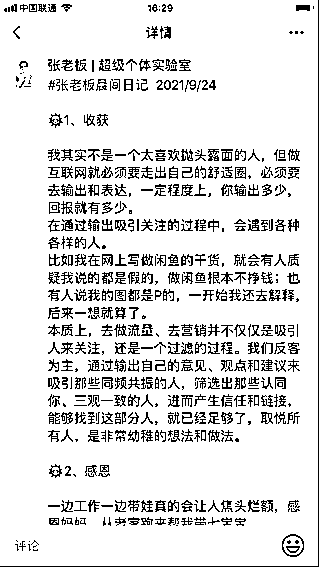 中国联通
16:29
详情
张老板 | 超级个体实验室
#张老板晨间日记 2021/9/24
1、收获
我其实不是一个太喜欢抛头露面的人，但做
互联网就必须要走出自己的舒适圈，必须要
去输出和表达，一定程度上，你输出多少，
回报就有多少。
在通过输出吸引关注的过程中，会遇到各种
各样的人。
比如我在网上写做闲鱼的干货，就会有人质
疑我说的都是假的，做闲鱼根本不挣钱；也
有人说我的图都是P的，一开始我还去解释，
后来一想就算了。
本质上，去做流量、去营销并不仅仅是吸引
人来关注，还是一个过滤的过程。我们反客
为主，通过输出自己的意见、观点和建议来
吸引那些同频共振的人，筛选出那些认同
你、三观一致的人，进而产生信任和链接，
能够找到这部分人，就已经足够了，取悦所
有人，是非常幼稚的想法和做法。
2、感恩
一边工作一边带娃真的会让人焦头烂额，感
恩妈妈，从老家跑来帮我带七宝宝
评论